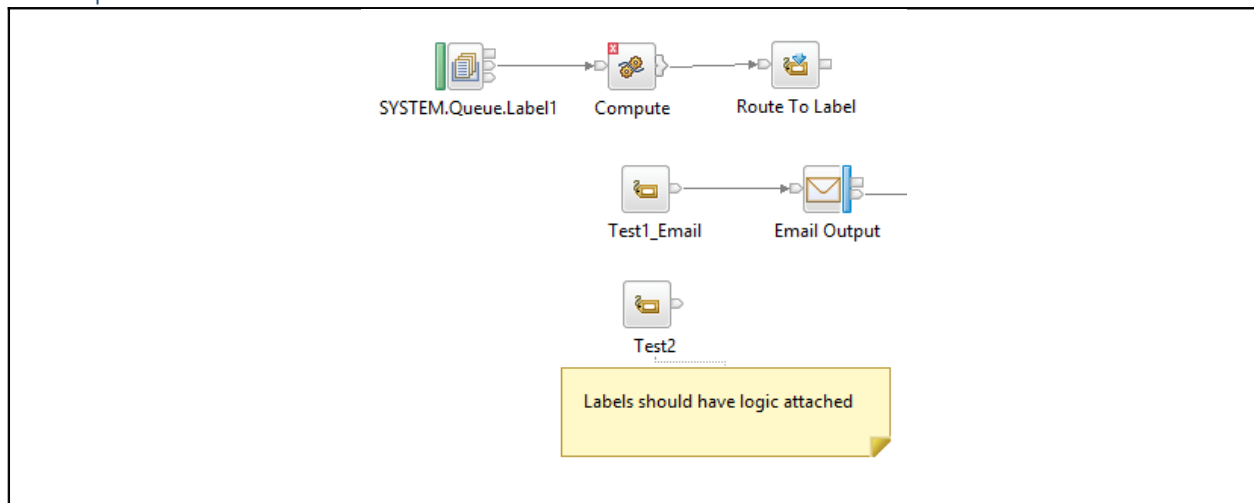 SYSTEM.Queue.Label1
Compute
Route To Label
Test1_Email
Email Output
Test2
Labels should have logic attached